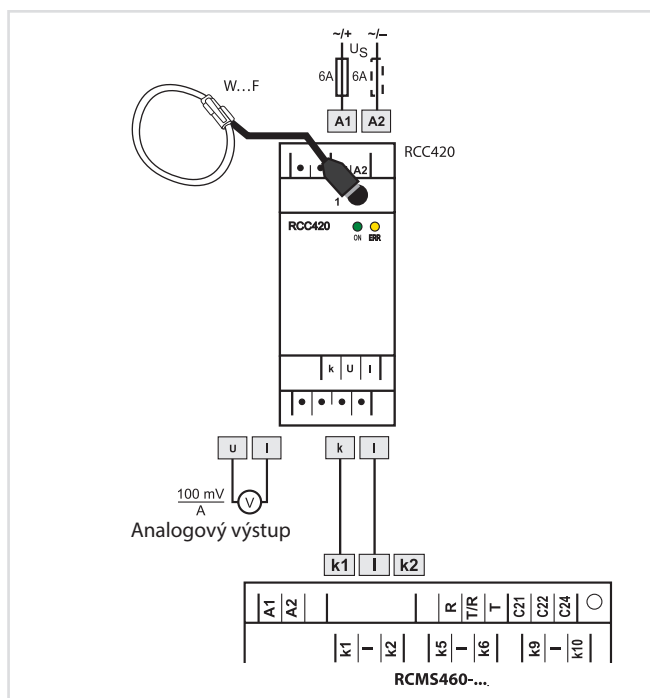 ~/+ ~/–
US
6A 6A
W...F
A1 A2
RCC420
A2
1
RCC420
ON ERR
k U I
U I k I
100 mV
A
V
Analogový výstup
k1 I k2
A1 A2 R T/R T C21 C22 C24
k1 I k2 k5 I k6 k9 I k10
RCMS460-...